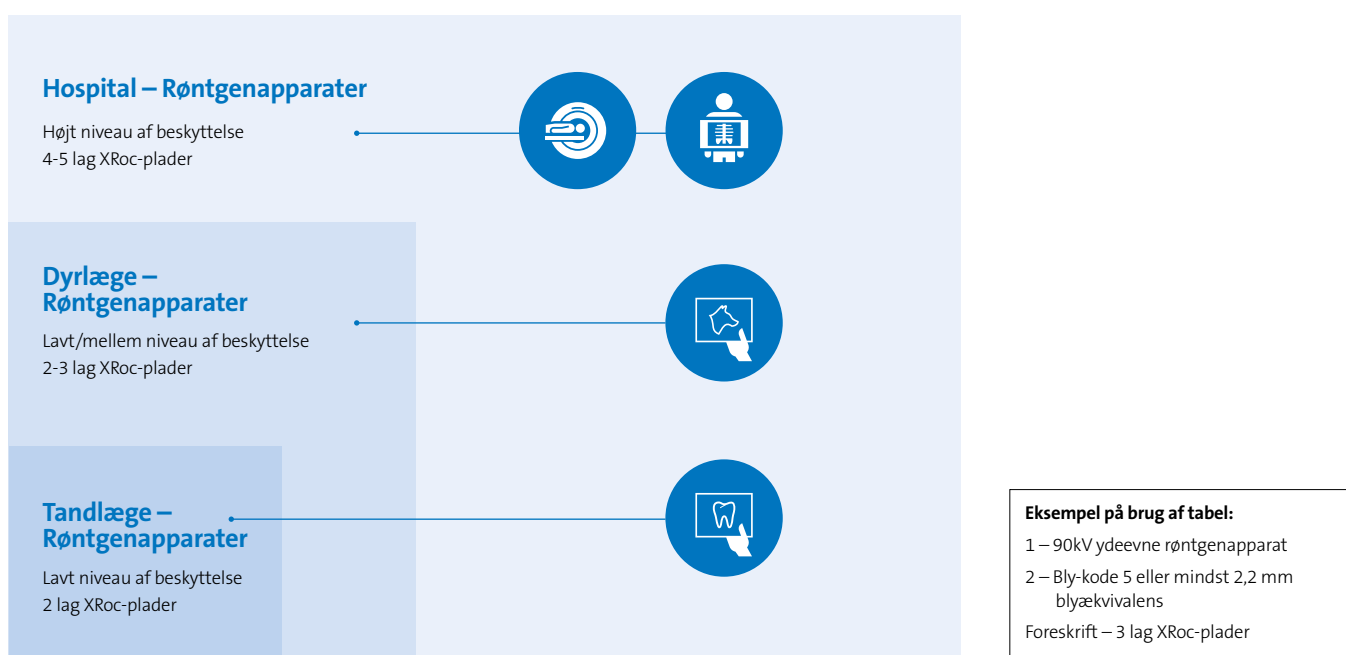 Hospital – Røntgenapparater
Højt niveau af beskyttelse
4-5 lag XRoc-plader
Dyrlæge –
Røntgenapparater
Lavt/mellem niveau af beskyttelse
2-3 lag XRoc-plader
Tandlæge –
Røntgenapparater
Lavt niveau af beskyttelse
2 lag XRoc-plader
Eksempel på brug af tabel:
1 – 90kV ydeevne røntgenapparat
2 – Bly-kode 5 eller mindst 2,2 mm
blyækvivalens
Foreskrift – 3 lag XRoc-plader